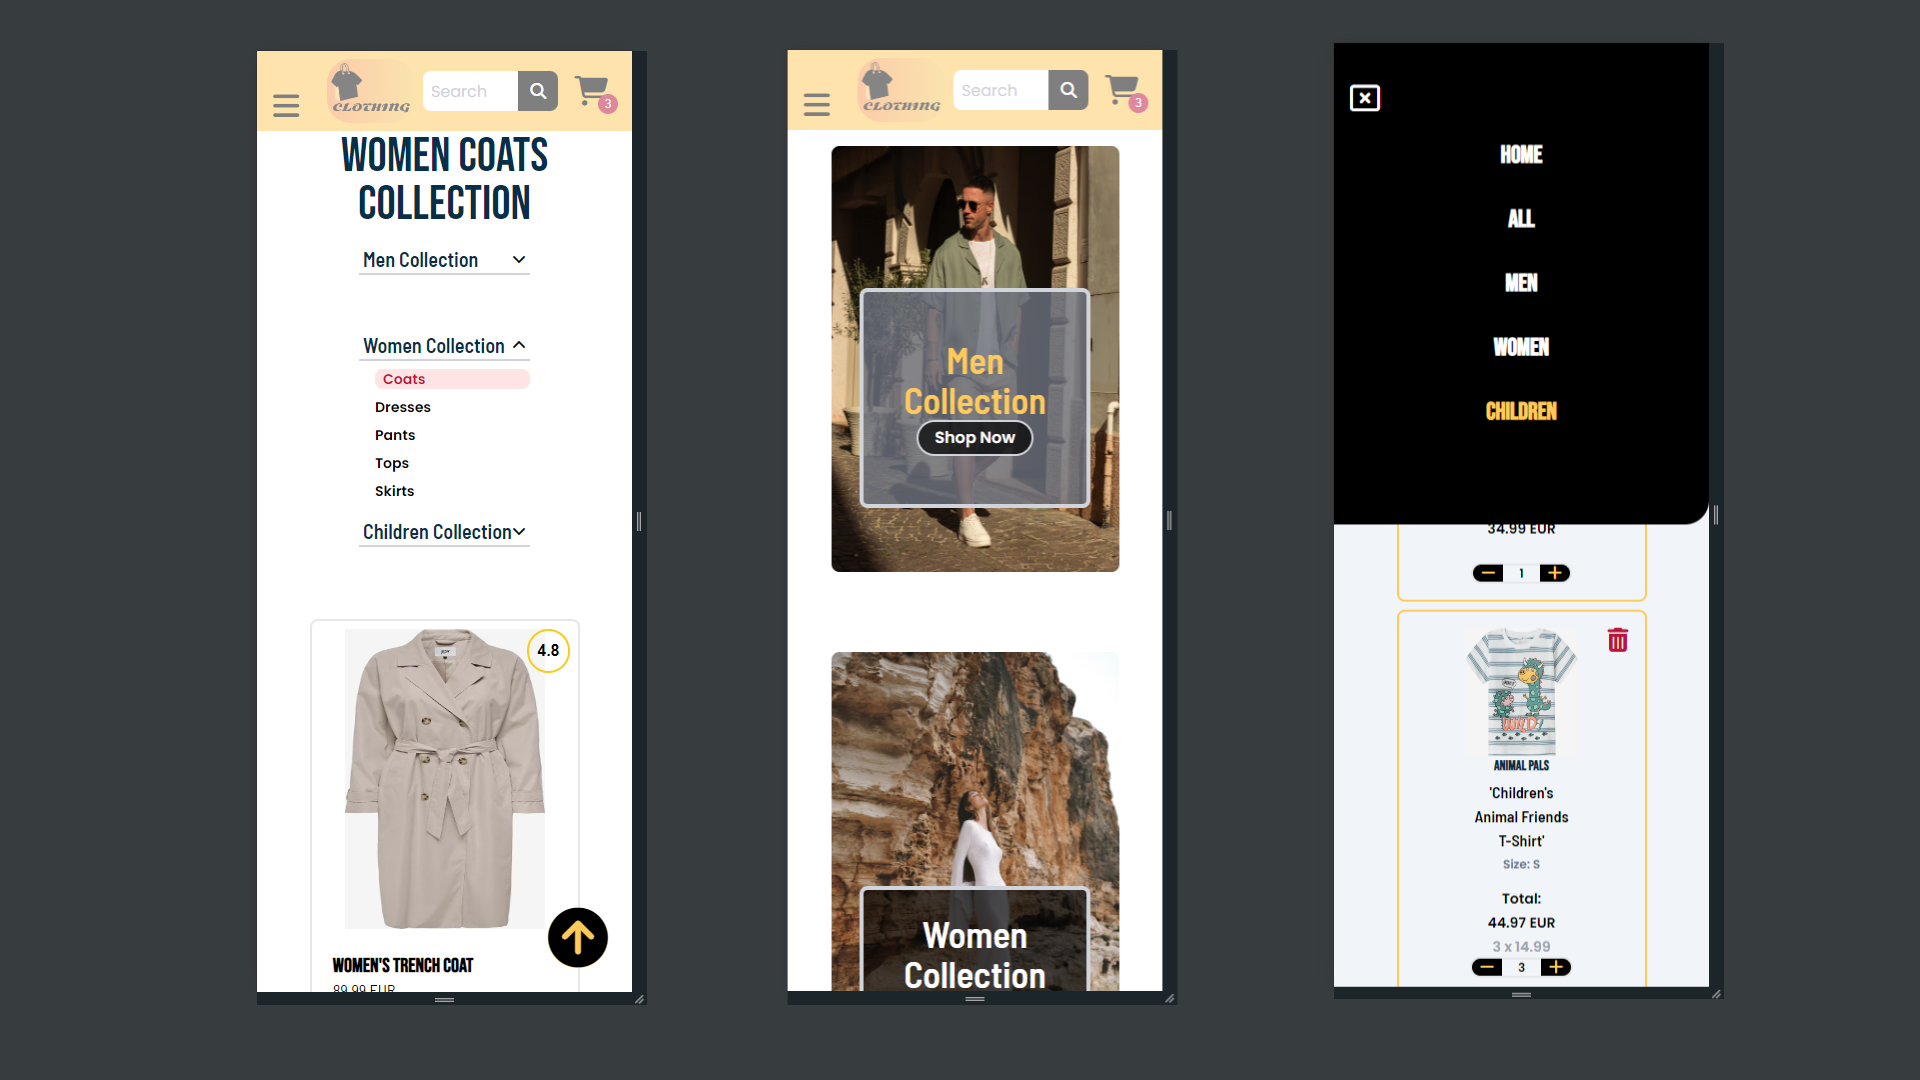 CLOTHING
Search
3
WOMEN COATS
COLLECTION
Men Collection
Women Collection
Coats
Dresses
Pants
Tops
Skirts
Children Collection
4.8
WOMEN'S TRENCH COAT
89.99 EUR
CLOTHING
Search
3
Men
Collection
Shop Now
Women
Collection
HOME
ALL
MEN
WOMEN
CHILDREN
34.99 EUR
1
WILD
ANIMAL PALS
'Children's
Animal Friends
T-Shirt'
Size: S
Total:
44.97 EUR
3 x 14.99
3